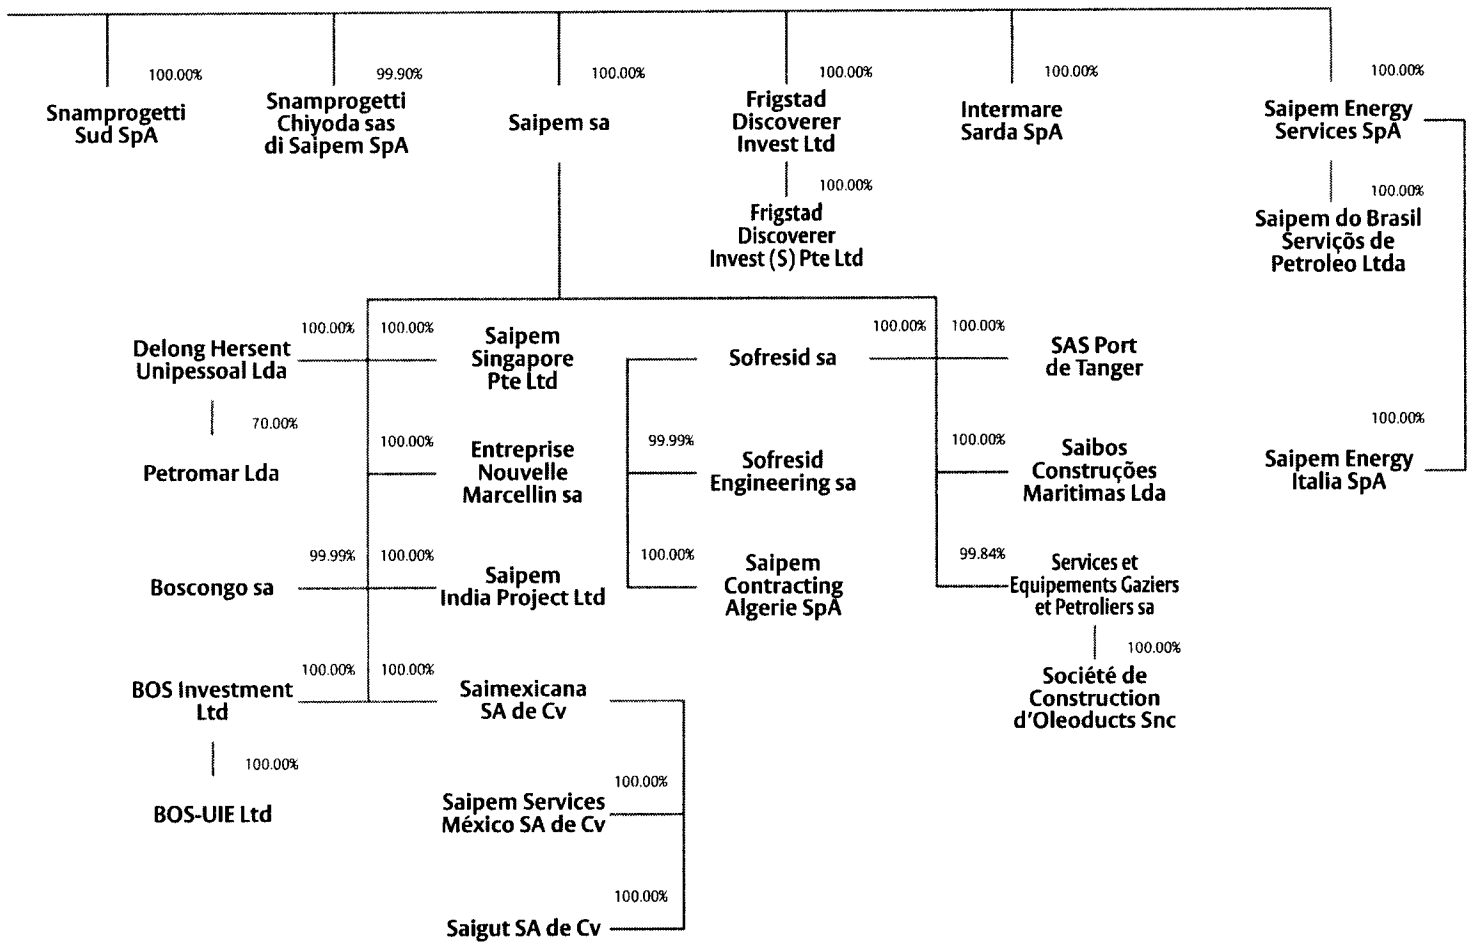 100.00%
Snamprogetti
Sud SpA
99.90%
Snamprogetti
Chiyoda sas
di Saipem SpA
100.00%
Saipem sa
100.00%
Frigstad
Discoverer
Invest Ltd
100.00%
Frigstad
Discoverer
Invest (S) Pte Ltd
100.00%
Intermare
Sarda SpA
100.00%
Saipem Energy
Services SpA
100.00%
Saipem do Brasil
Serviçõs de
Petroleo Ltda
100.00%
Delong Hersent
Unipessoal Lda
100.00%
Saipem
Singapore
Pte Ltd
Sofresid sa
100.00%
100.00%
SAS Port
de Tanger
70.00%
Petromar Lda
100.00%
Entreprise
Nouvelle
Marcellin sa
99.99%
Sofresid
Engineering sa
100.00%
Saibos
Construções
Maritimas Lda
100.00%
Saipem Energy
Italia SpA
99.99%
Boscongo sa
100.00%
Saipem
India Project Ltd
100.00%
Saipem
Contracting
Algerie SpA
99.84%
Services et
Equipements Gaziers
et Petroliers sa
100.00%
Société de
Construction
d'Oleoducts Snc
100.00%
BOS Investment
Ltd
100.00%
Saimexicana
SA de Cv
100.00%
BOS-UIE Ltd
100.00%
Saipem Services
México SA de Cv
100.00%
Saigut SA de Cv